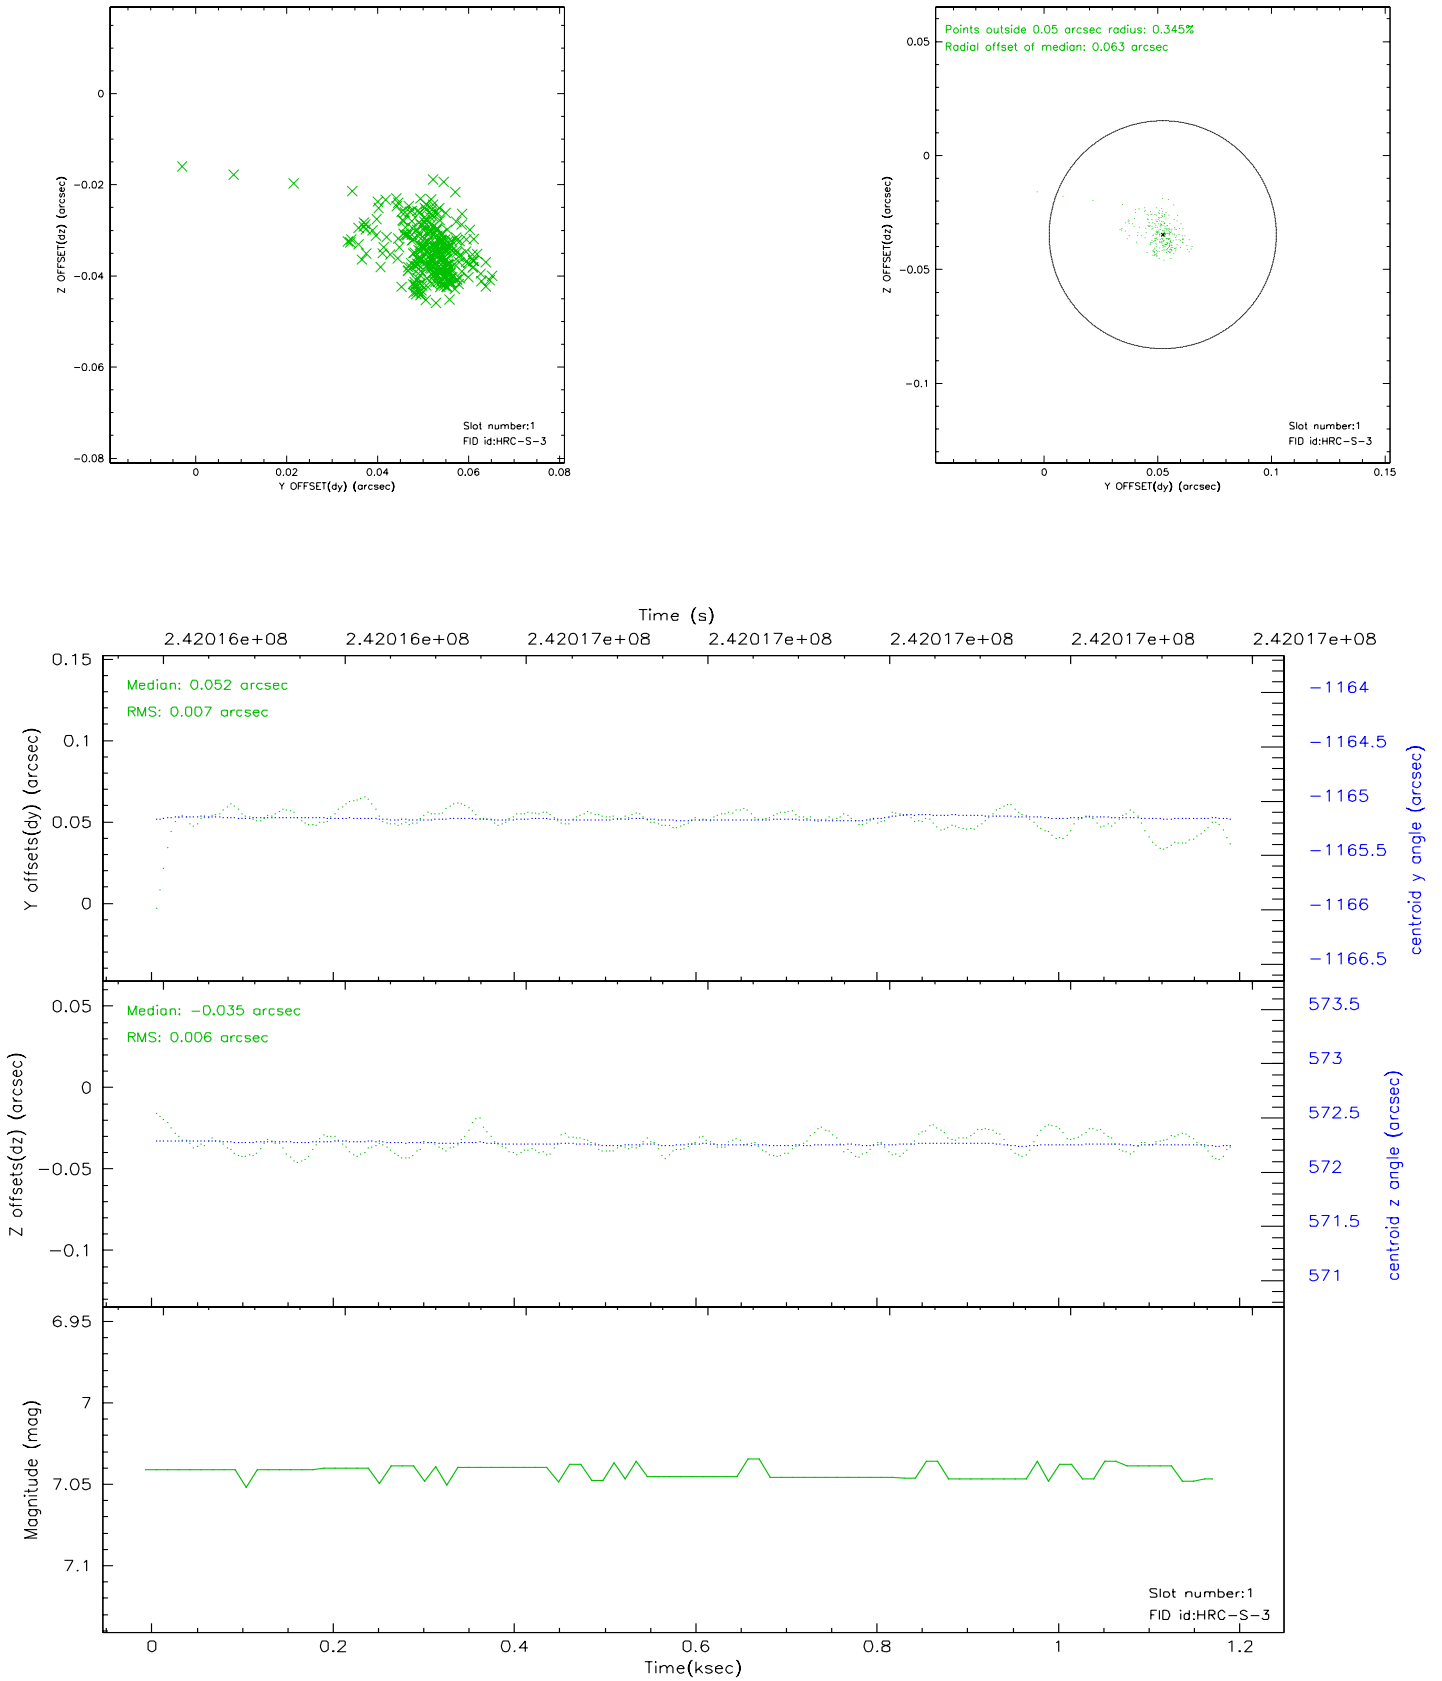 0
−0.02
−0.04
−0.06
−0.08
Z OFFSET(dz) (arcsec)
0 0.02 0.04 0.06 0.08
Y OFFSET(dy) (arcsec)
Slot number:1
FID id:HRC−S−3
Points outside 0.05 arcsec radius: 0.345%
Radial offset of median: 0.063 arcsec
0.05
0
−0.05
−0.1
Z OFFSET(dz) (arcsec)
0 0.05 0.1 0.15
Y OFFSET(dy) (arcsec)
Slot number:1
FID id:HRC−S−3
Time (s)
2.42016e+08 2.42016e+08 2.42017e+08 2.42017e+08 2.42017e+08 2.42017e+08 2.42017e+08
Median: 0.052 arcsec
RMS: 0.007 arcsec
0.15
0.1
0.05
0
Y offsets(dy) (arcsec)
−1164
−1164.5
−1165
−1165.5
−1166
−1166.5
centroid y angle (arcsec)
Median: −0.035 arcsec
RMS: 0.006 arcsec
0.05
0
−0.05
−0.1
Z offsets(dz) (arcsec)
573.5
573
572.5
572
571.5
571
centroid z angle (arcsec)
6.95
7
7.05
7.1
Magnitude (mag)
Slot number:1
FID id:HRC−S−3
0 0.2 0.4 0.6 0.8 1 1.2
Time(ksec)